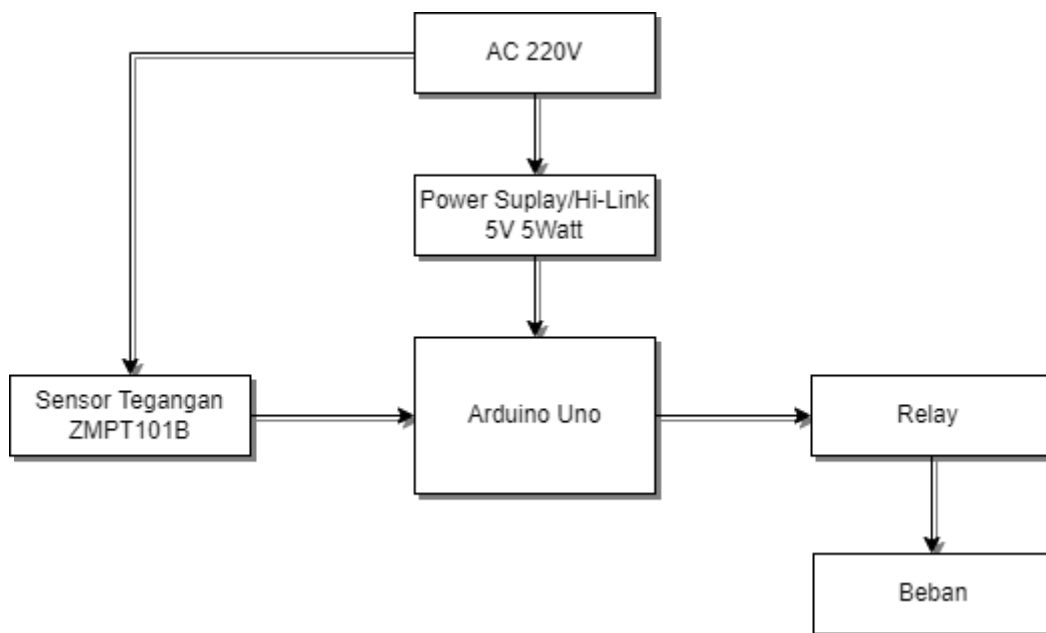 AC 220V
Power Suplay/Hi-Link
5V 5Watt
Sensor Tegangan
ZMPT101B
Arduino Uno
Relay
Beban